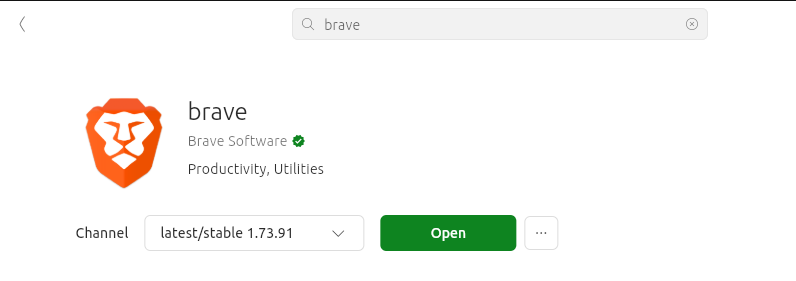 brave
brave
Brave Software
Productivity, Utilities
Channel latest/stable 1.73.91 Open ...